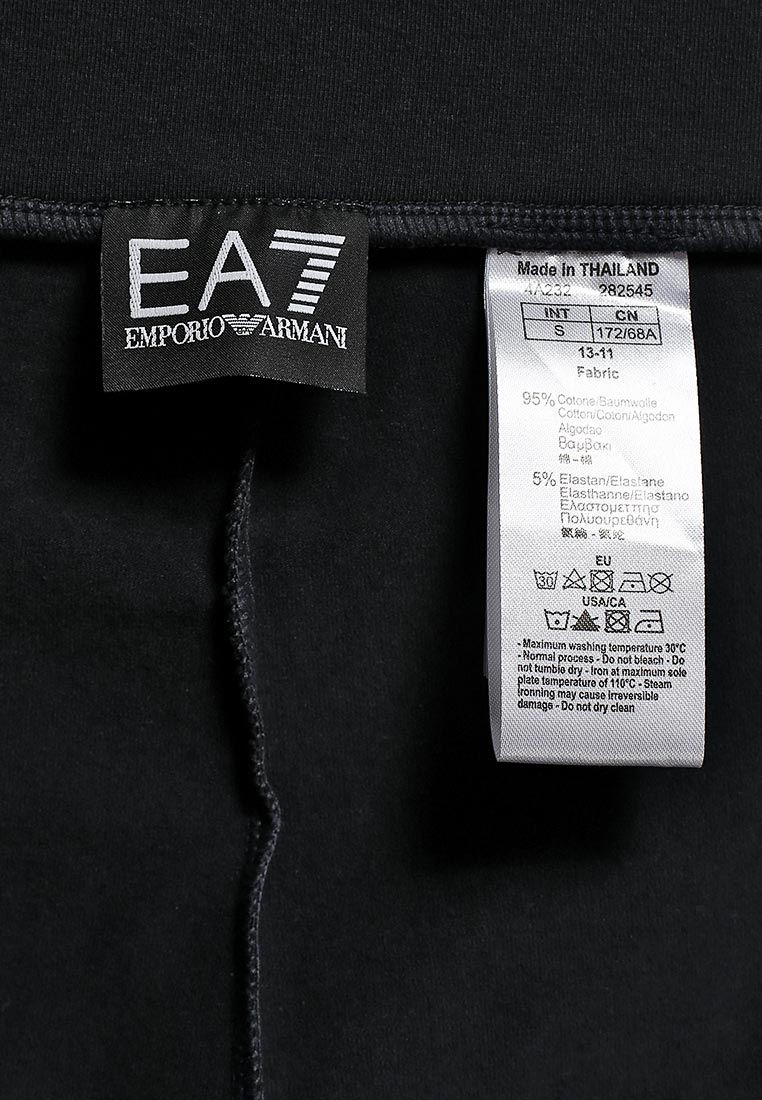 EA7
EMPORIO ARMANI
Made in THAILAND
4A232 282545
INT CN
S 172/68A
13-11
Fabric
95% Cotone/Baumwolle
Cotton/Coton/Algodon
Algodao
Βαμβακι
棉 - 棉
5% Elastan/Elastane
Elasthanne/Elastano
Ελαστομετπησ
Πολυουρεθάνη
氨纶 - 氨纶
EU
30
USA/CA
- Maximum washing temperature 30°C
- Normal process - Do not bleach - Do
not tumble dry - Iron at maximum sole
plate temperature of 110°C - Steam
ironning may cause irreversible
damage - Do not dry clean